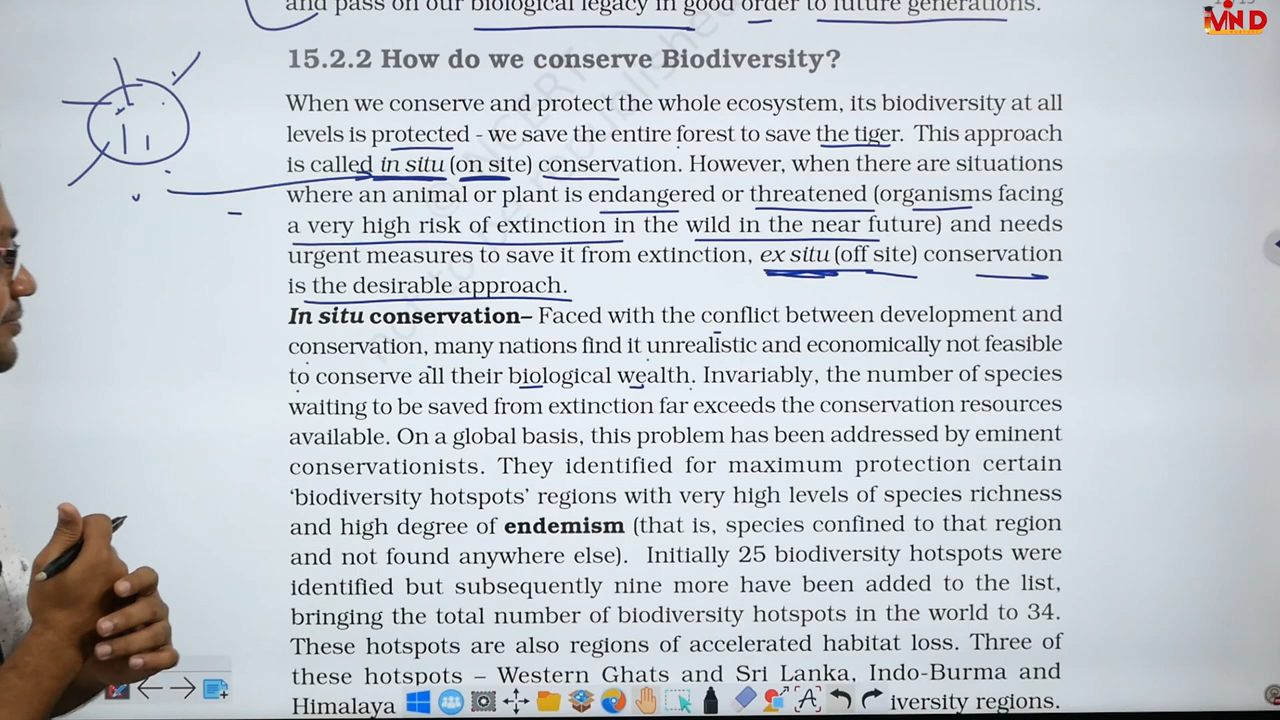 and pass on our biological legacy in good order to future generations.
15.2.2 How do we conserve Biodiversity?
When we conserve and protect the whole ecosystem, its biodiversity at all
levels is protected - we save the entire forest to save the tiger. This approach
is called in situ (on site) conservation. However, when there are situations
where an animal or plant is endangered or threatened (organisms facing
a very high risk of extinction in the wild in the near future) and needs
urgent measures to save it from extinction, ex situ (off site) conservation
is the desirable approach.
In situ conservation– Faced with the conflict between development and
conservation, many nations find it unrealistic and economically not feasible
to conserve all their biological wealth. Invariably, the number of species
waiting to be saved from extinction far exceeds the conservation resources
available. On a global basis, this problem has been addressed by eminent
conservationists. They identified for maximum protection certain
‘biodiversity hotspots’ regions with very high levels of species richness
and high degree of endemism (that is, species confined to that region
and not found anywhere else). Initially 25 biodiversity hotspots were
identified but subsequently nine more have been added to the list,
bringing the total number of biodiversity hotspots in the world to 34.
These hotspots are also regions of accelerated habitat loss. Three of
these hotspots – Western Ghats and Sri Lanka, Indo-Burma and
Himalaya iversity regions.